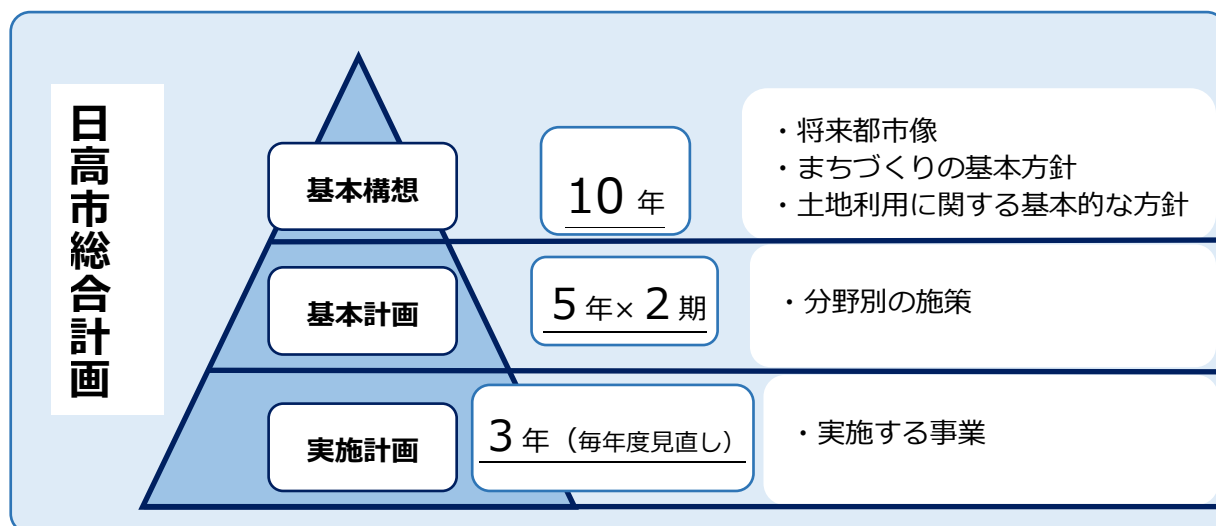 日高市総合計画
基本構想
10 年
・将来都市像
・まちづくりの基本方針
・土地利用に関する基本的な方針
基本計画
5 年× 2 期
・分野別の施策
実施計画
3 年（毎年度見直し）
・実施する事業